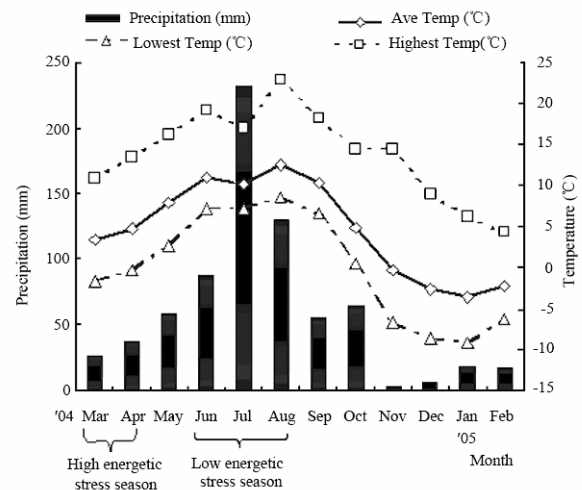 Precipitation (mm) Ave Temp (℃)
Lowest Temp (℃) Highest Temp(℃)
250 25
200 20
150 15
100 10
50 5
0 0
-5
-10
-15
Precipitation (mm)
Temperature (℃)
'04 Mar Apr May Jun Jul Aug Sep Oct Nov Dec Jan Feb
'05
Month
High energetic
stress season
Low energetic
stress season